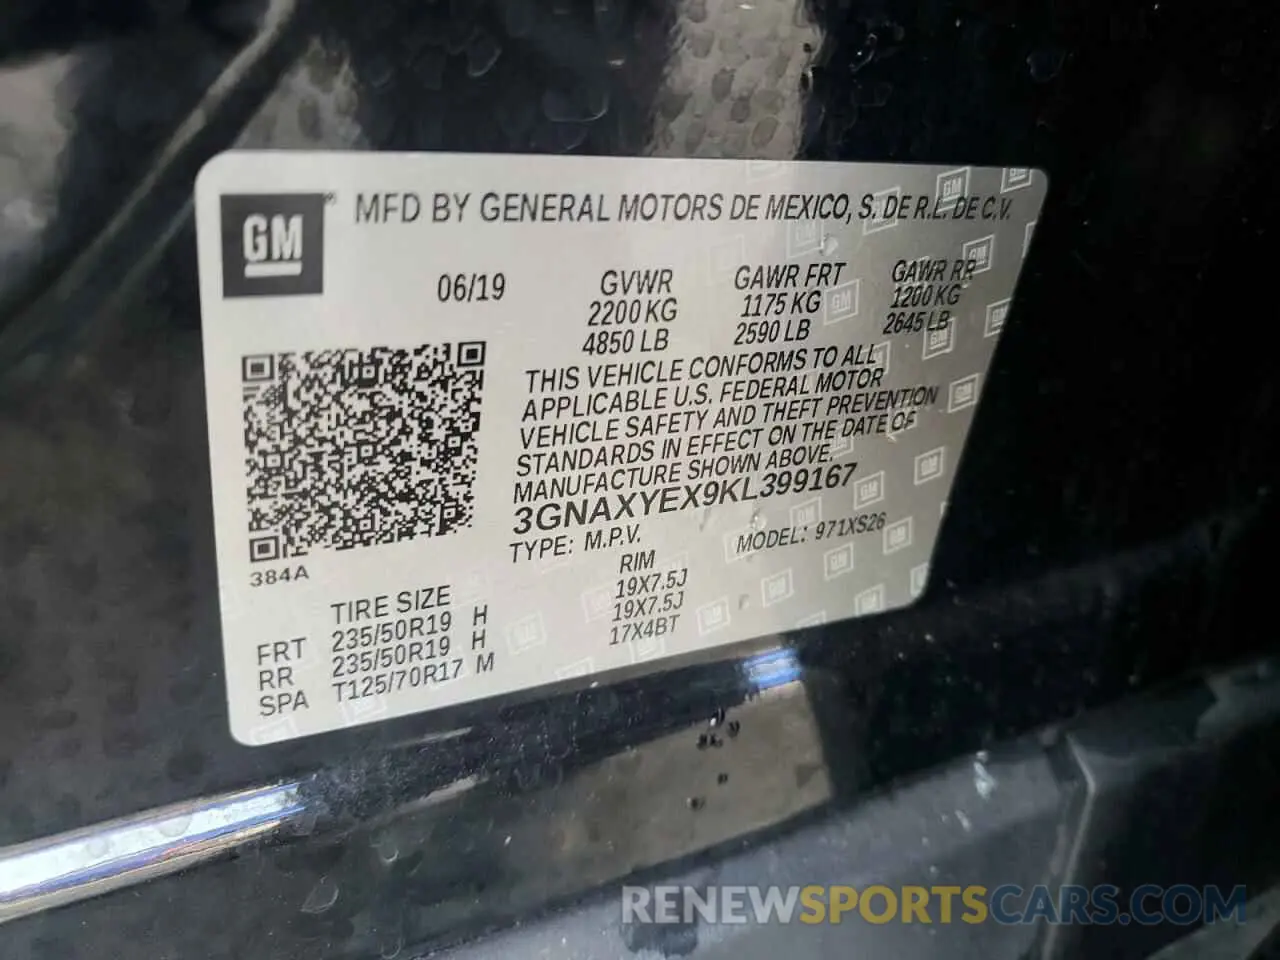 GM® MFD BY GENERAL MOTORS DE MEXICO, S. DE R.L. DE C.V.
06/19
GVWR GAWR FRT GAWR RR
2200 KG 1175 KG 1200 KG
4850 LB 2590 LB 2645 LB
THIS VEHICLE CONFORMS TO ALL
APPLICABLE U.S. FEDERAL MOTOR
VEHICLE SAFETY AND THEFT PREVENTION
STANDARDS IN EFFECT ON THE DATE OF
MANUFACTURE SHOWN ABOVE.
3GNAXYEX9KL399167
TYPE: M.P.V. MODEL: 971XS26
384A
TIRE SIZE RIM
FRT 235/50R19 H 19X7.5J
RR 235/50R19 H 19X7.5J
SPA T125/70R17 M 17X4BT
RENEWSPORTSCARS.COM